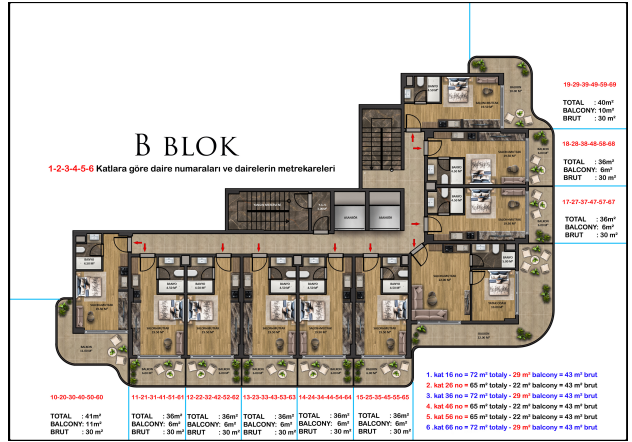 B BLOK
1-2-3-4-5-6 Katlara göre daire numaraları ve dairelerin metrekareleri
19-29-39-49-59-69
TOTAL : 40m²
BALCONY: 10m²
BRUT : 30 m²
18-28-38-48-58-68
TOTAL : 36m²
BALCONY: 6m²
BRUT : 30 m²
17-27-37-47-57-67
TOTAL : 36m²
BALCONY: 6m²
BRUT : 30 m²
ASANSÖR
ASANSÖR
BANYO
BALKON
10-20-30-40-50-60
TOTAL : 41m²
BALCONY: 11m²
BRUT : 30 m²
11-21-31-41-51-61
TOTAL : 36m²
BALCONY: 6m²
BRUT : 30 m²
12-22-32-42-52-62
TOTAL : 36m²
BALCONY: 6m²
BRUT : 30 m²
13-23-33-43-53-63
TOTAL : 36m²
BALCONY: 6m²
BRUT : 30 m²
14-24-34-44-54-64
TOTAL : 36m²
BALCONY: 6m²
BRUT : 30 m²
15-25-35-45-55-65
TOTAL : 36m²
BALCONY: 6m²
BRUT : 30 m²
1. kat 16 no = 72 m² totaly - 29 m² balcony = 43 m² brut
2. kat 26 no = 65 m² totaly - 22 m² balcony = 43 m² brut
3. kat 36 no = 72 m² totaly - 29 m² balcony = 43 m² brut
4. kat 46 no = 65 m² totaly - 22 m² balcony = 43 m² brut
5. kat 56 no = 65 m² totaly - 22 m² balcony = 43 m² brut
6 .kat 66 no = 72 m² totaly - 29 m² balcony = 43 m² brut